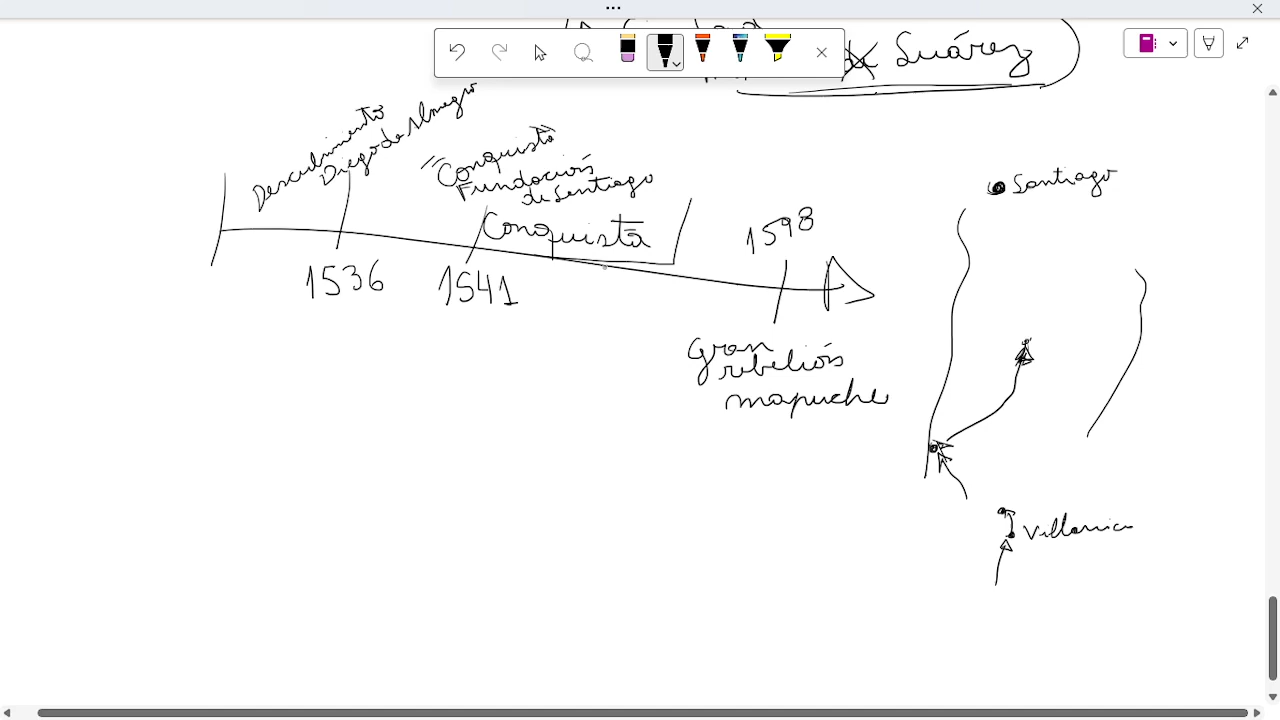 Suárez
Descubrimiento
Diego de Almagro
"Conquista"
Fundación
de Santiago
Conquista
1536
1541
1598
Gran
rebelión
mapuche
Santiago
Villarrica